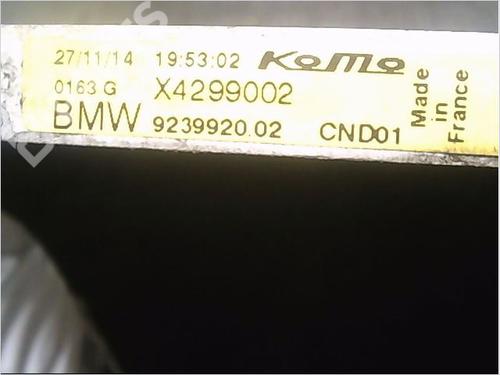 27/11/14 19:53:02 KoMo
0163 G X4299002
BMW 9239920.02 CND01
Made
in
France